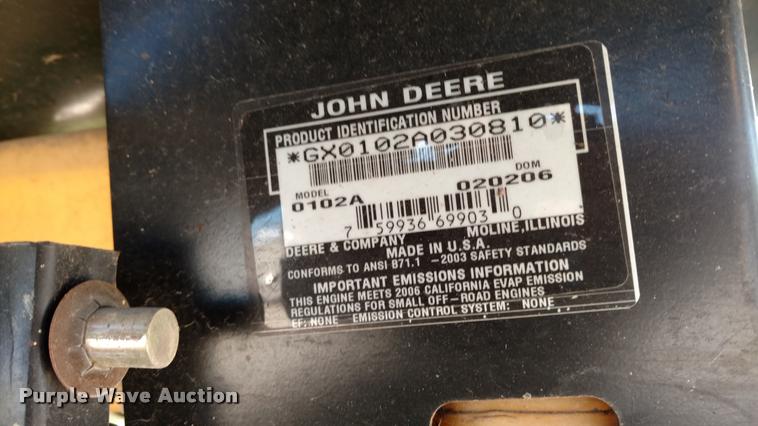 JOHN DEERE
PRODUCT IDENTIFICATION NUMBER
*GX0102A030810*
MODEL DOM
0102A 020206
7 59936 69903 0
DEERE & COMPANY MOLINE, ILLINOIS
MADE IN U.S.A.
CONFORMS TO ANSI B71.1 -2003 SAFETY STANDARDS
IMPORTANT EMISSIONS INFORMATION
THIS ENGINE MEETS 2006 CALIFORNIA EVAP EMISSION
REGULATIONS FOR SMALL OFF-ROAD ENGINES
EF: NONE EMISSION CONTROL SYSTEM: NONE
Purple Wave Auction